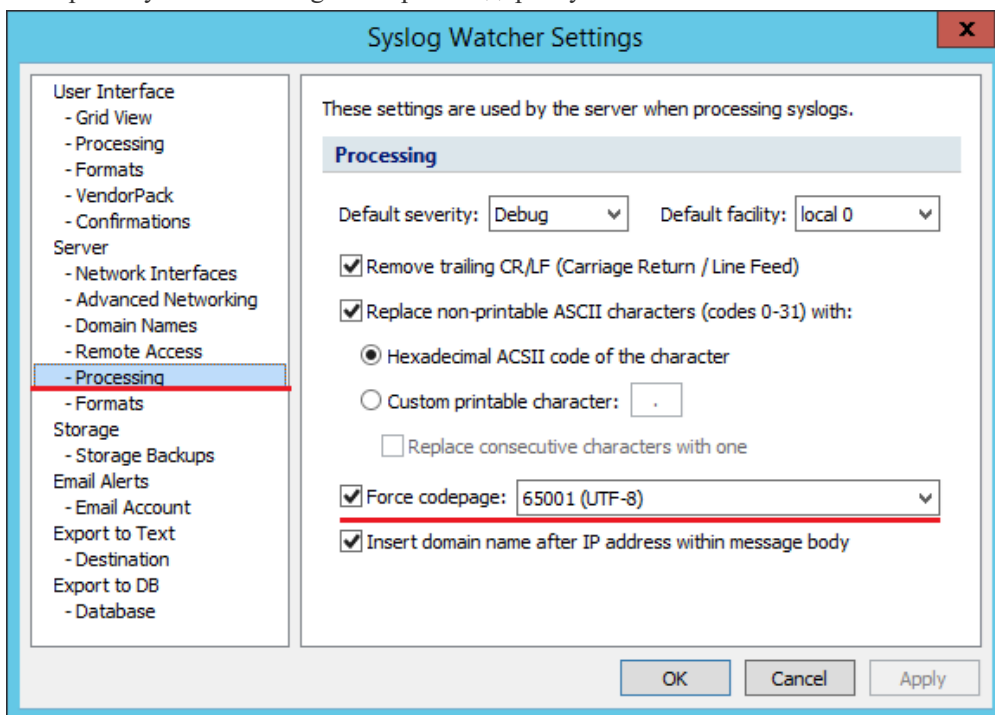 Syslog Watcher Settings
x
User Interface
- Grid View
- Processing
- Formats
- VendorPack
- Confirmations
Server
- Network Interfaces
- Advanced Networking
- Domain Names
- Remote Access
- Processing
- Formats
Storage
- Storage Backups
Email Alerts
- Email Account
Export to Text
- Destination
Export to DB
- Database
These settings are used by the server when processing syslogs.
Processing
Default severity: Debug Default facility: local 0
Remove trailing CR/LF (Carriage Return / Line Feed)
Replace non-printable ASCII characters (codes 0-31) with:
Hexadecimal ACSII code of the character
Custom printable character: .
Replace consecutive characters with one
Force codepage: 65001 (UTF-8)
Insert domain name after IP address within message body
OK Cancel Apply